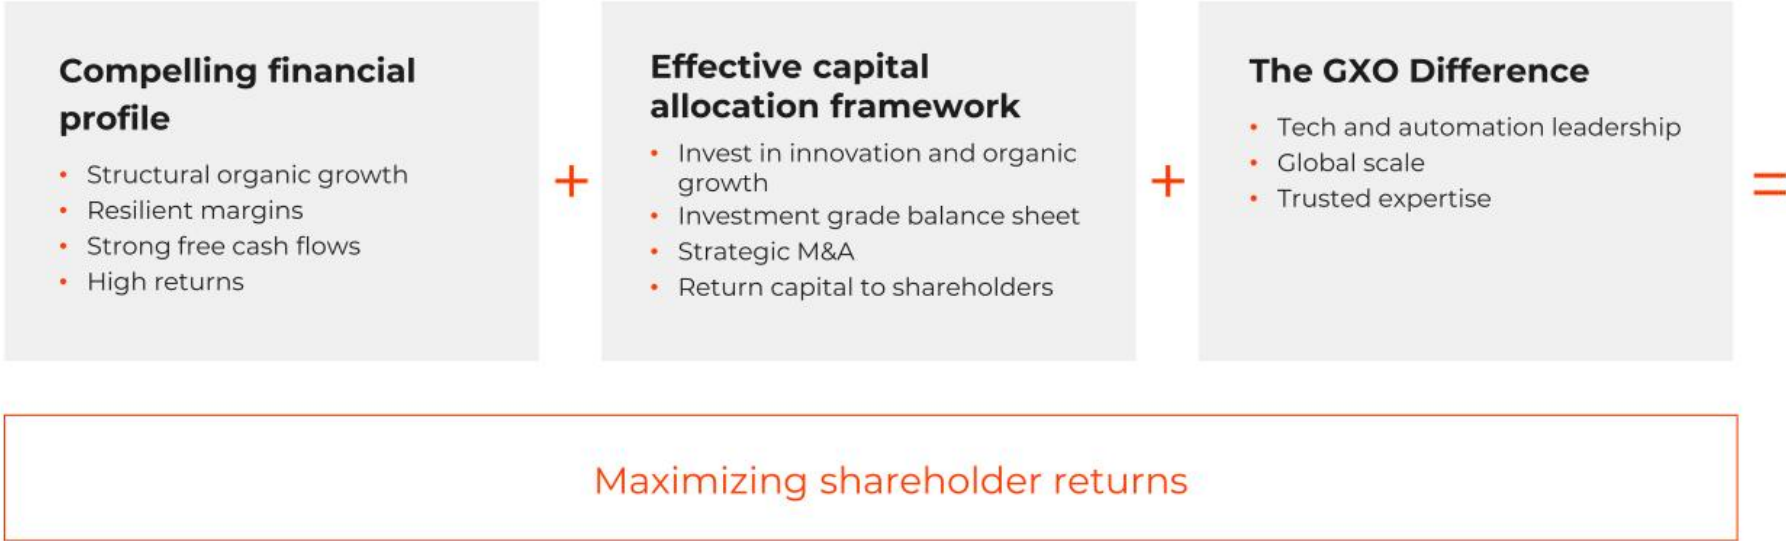 Compelling financial
profile
• Structural organic growth
• Resilient margins
• Strong free cash flows
• High returns
+
Effective capital
allocation framework
• Invest in innovation and organic
growth
• Investment grade balance sheet
• Strategic M&A
• Return capital to shareholders
+
The GXO Difference
• Tech and automation leadership
• Global scale
• Trusted expertise
=
Maximizing shareholder returns